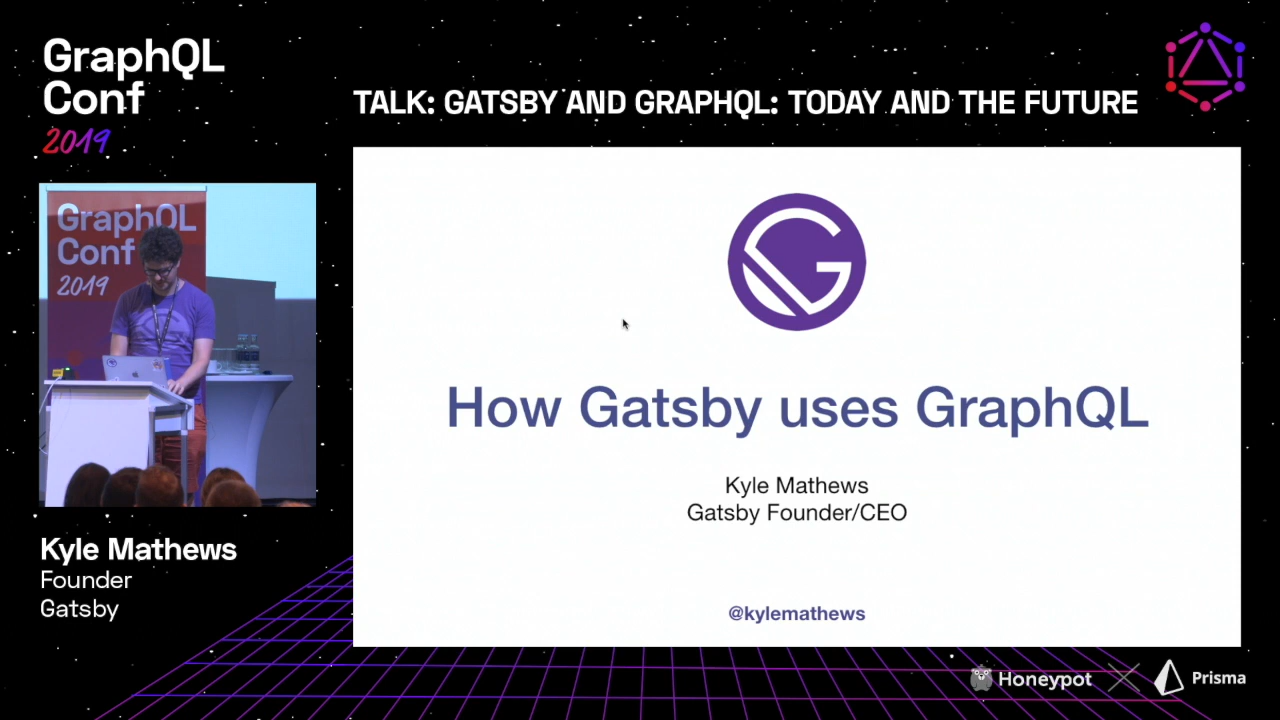 GraphQL
Conf
2019
TALK: GATSBY AND GRAPHQL: TODAY AND THE FUTURE
GraphQL
Conf
2019
How Gatsby uses GraphQL
Kyle Mathews
Gatsby Founder/CEO
@kylemathews
Kyle Mathews
Founder
Gatsby
Honeypot
Prisma